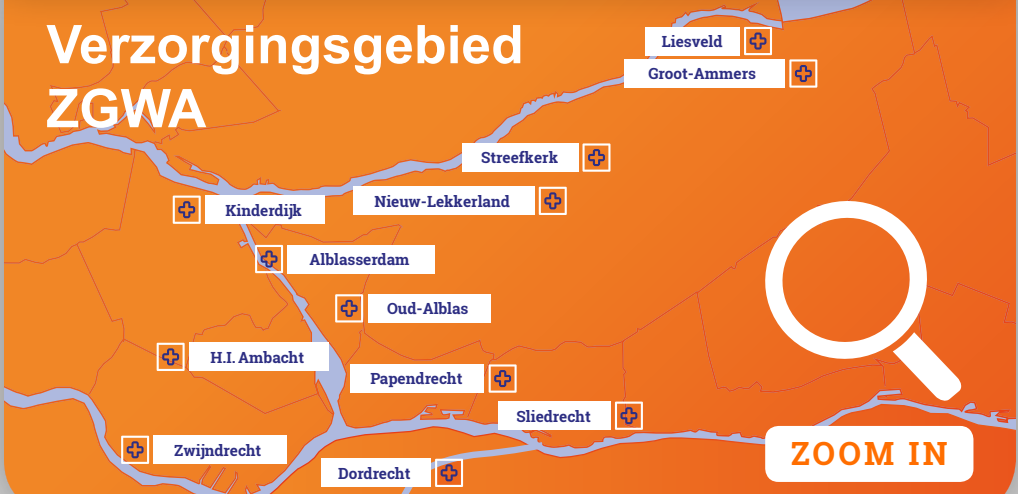 Verzorgingsgebied
ZGWA
Liesveld
Groot-Ammers
Streefkerk
Nieuw-Lekkerland
Kinderdijk
Alblasserdam
Oud-Alblas
H.I. Ambacht
Papendrecht
Sliedrecht
Zwijndrecht
Dordrecht
ZOOM IN